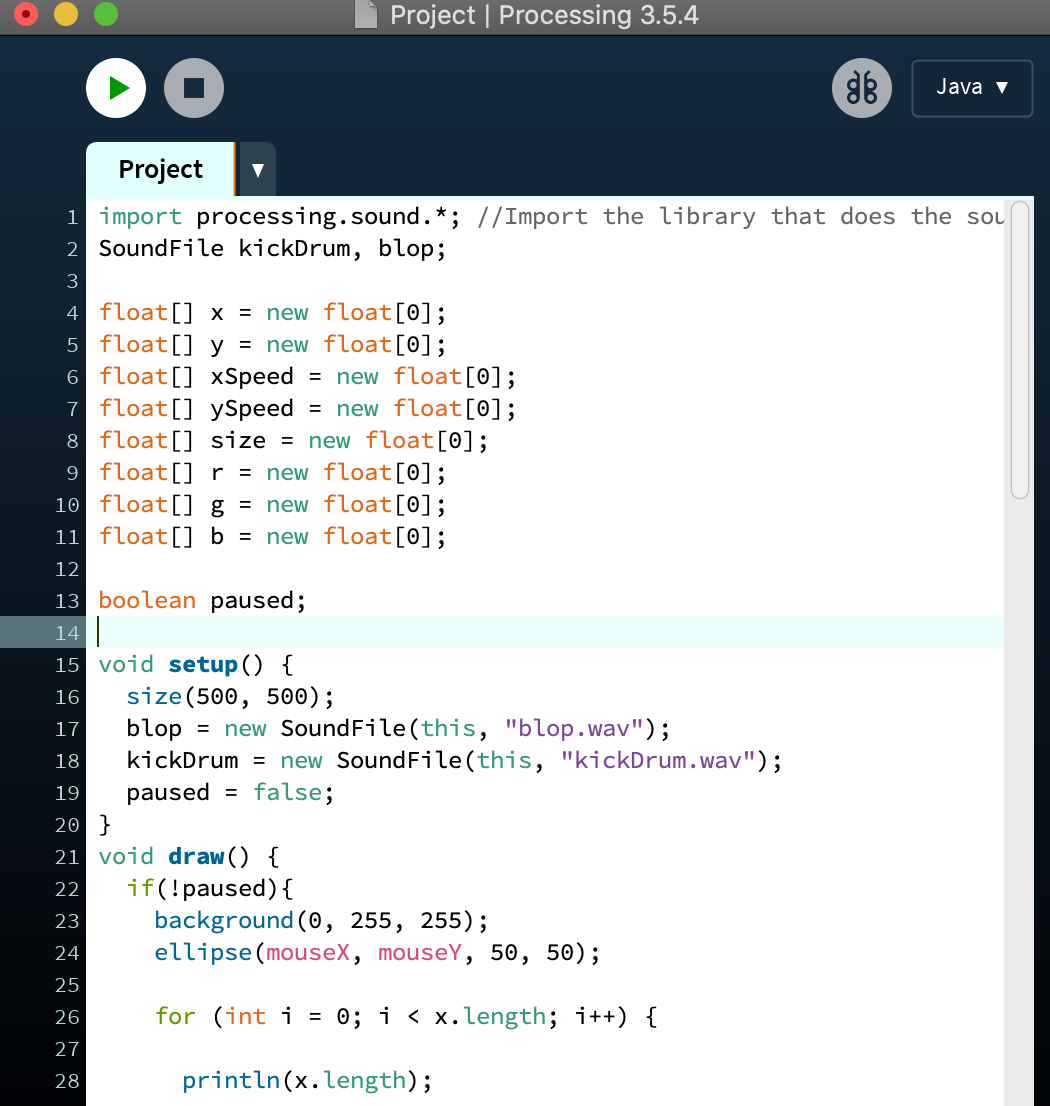 Project | Processing 3.5.4
Java ▼
Project ▼
1 import processing.sound.*; //Import the library that does the sou
2 SoundFile kickDrum, blop;
3
4 float[] x = new float[0];
5 float[] y = new float[0];
6 float[] xSpeed = new float[0];
7 float[] ySpeed = new float[0];
8 float[] size = new float[0];
9 float[] r = new float[0];
10 float[] g = new float[0];
11 float[] b = new float[0];
12
13 boolean paused;
14
15 void setup() {
16   size(500, 500);
17   blop = new SoundFile(this, "blop.wav");
18   kickDrum = new SoundFile(this, "kickDrum.wav");
19   paused = false;
20 }
21 void draw() {
22   if(!paused){
23     background(0, 255, 255);
24     ellipse(mouseX, mouseY, 50, 50);
25
26     for (int i = 0; i < x.length; i++) {
27
28       println(x.length);